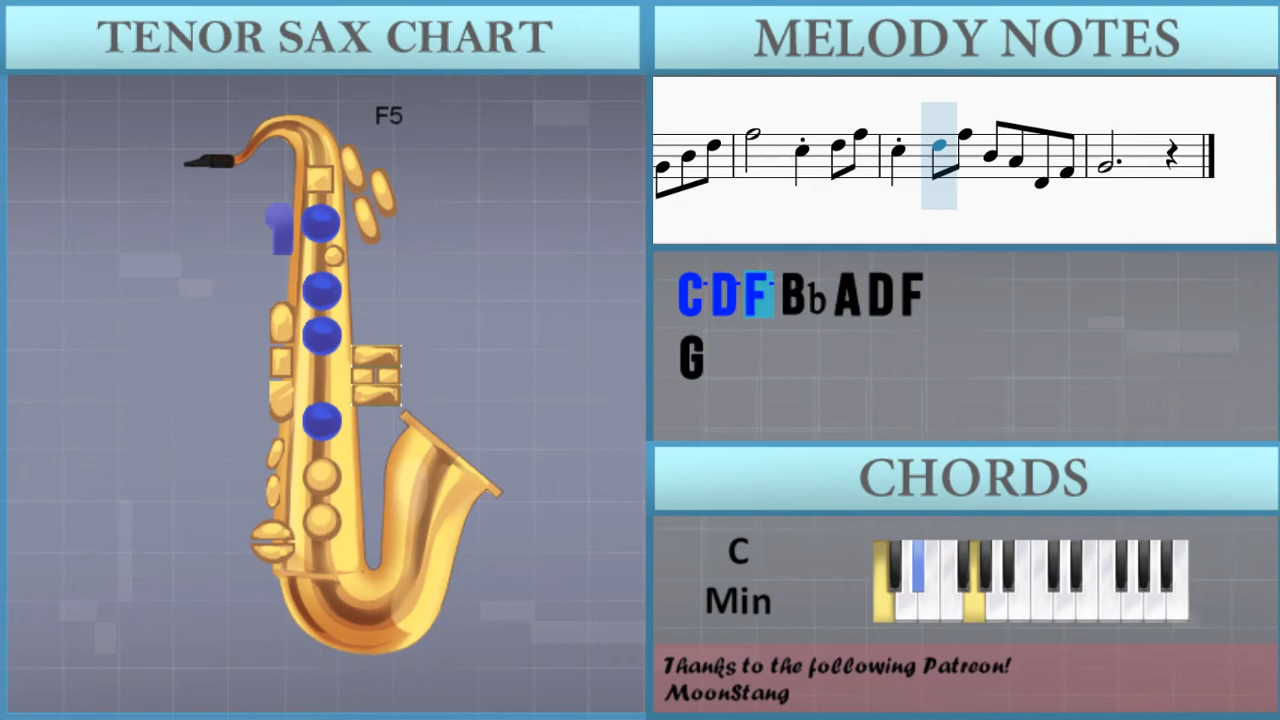 TENOR SAX CHART
F5
MELODY NOTES
C D F Bb A D F
G
CHORDS
C
Min
Thanks to the following Patreon!
MoonStang